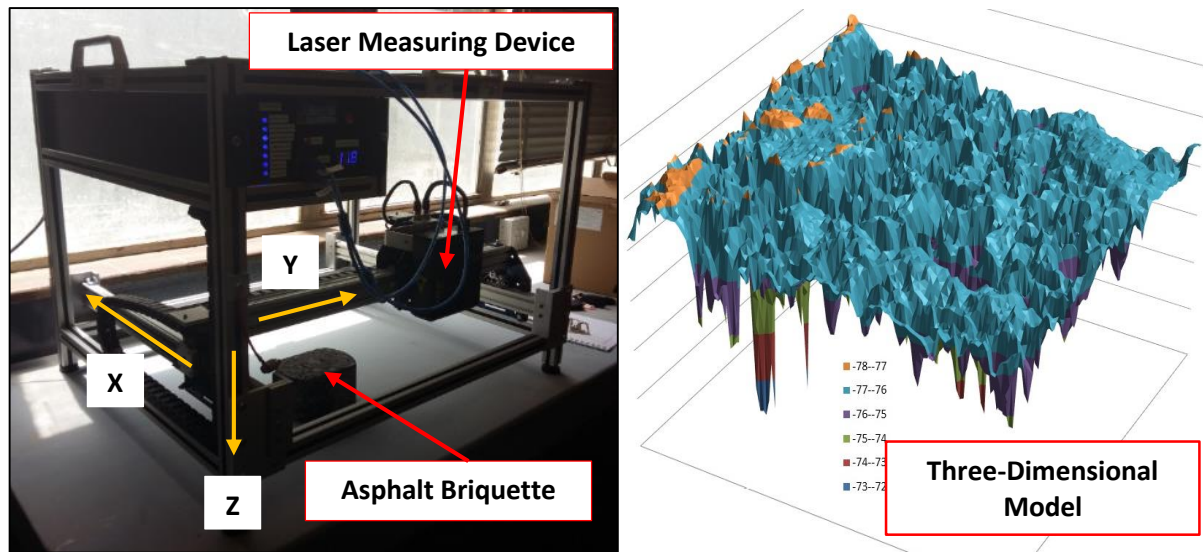 Laser Measuring Device
Y
X
Z
Asphalt Briquette
-78--77
-77--76
-76--75
-75--74
-74--73
-73--72
Three-Dimensional
Model